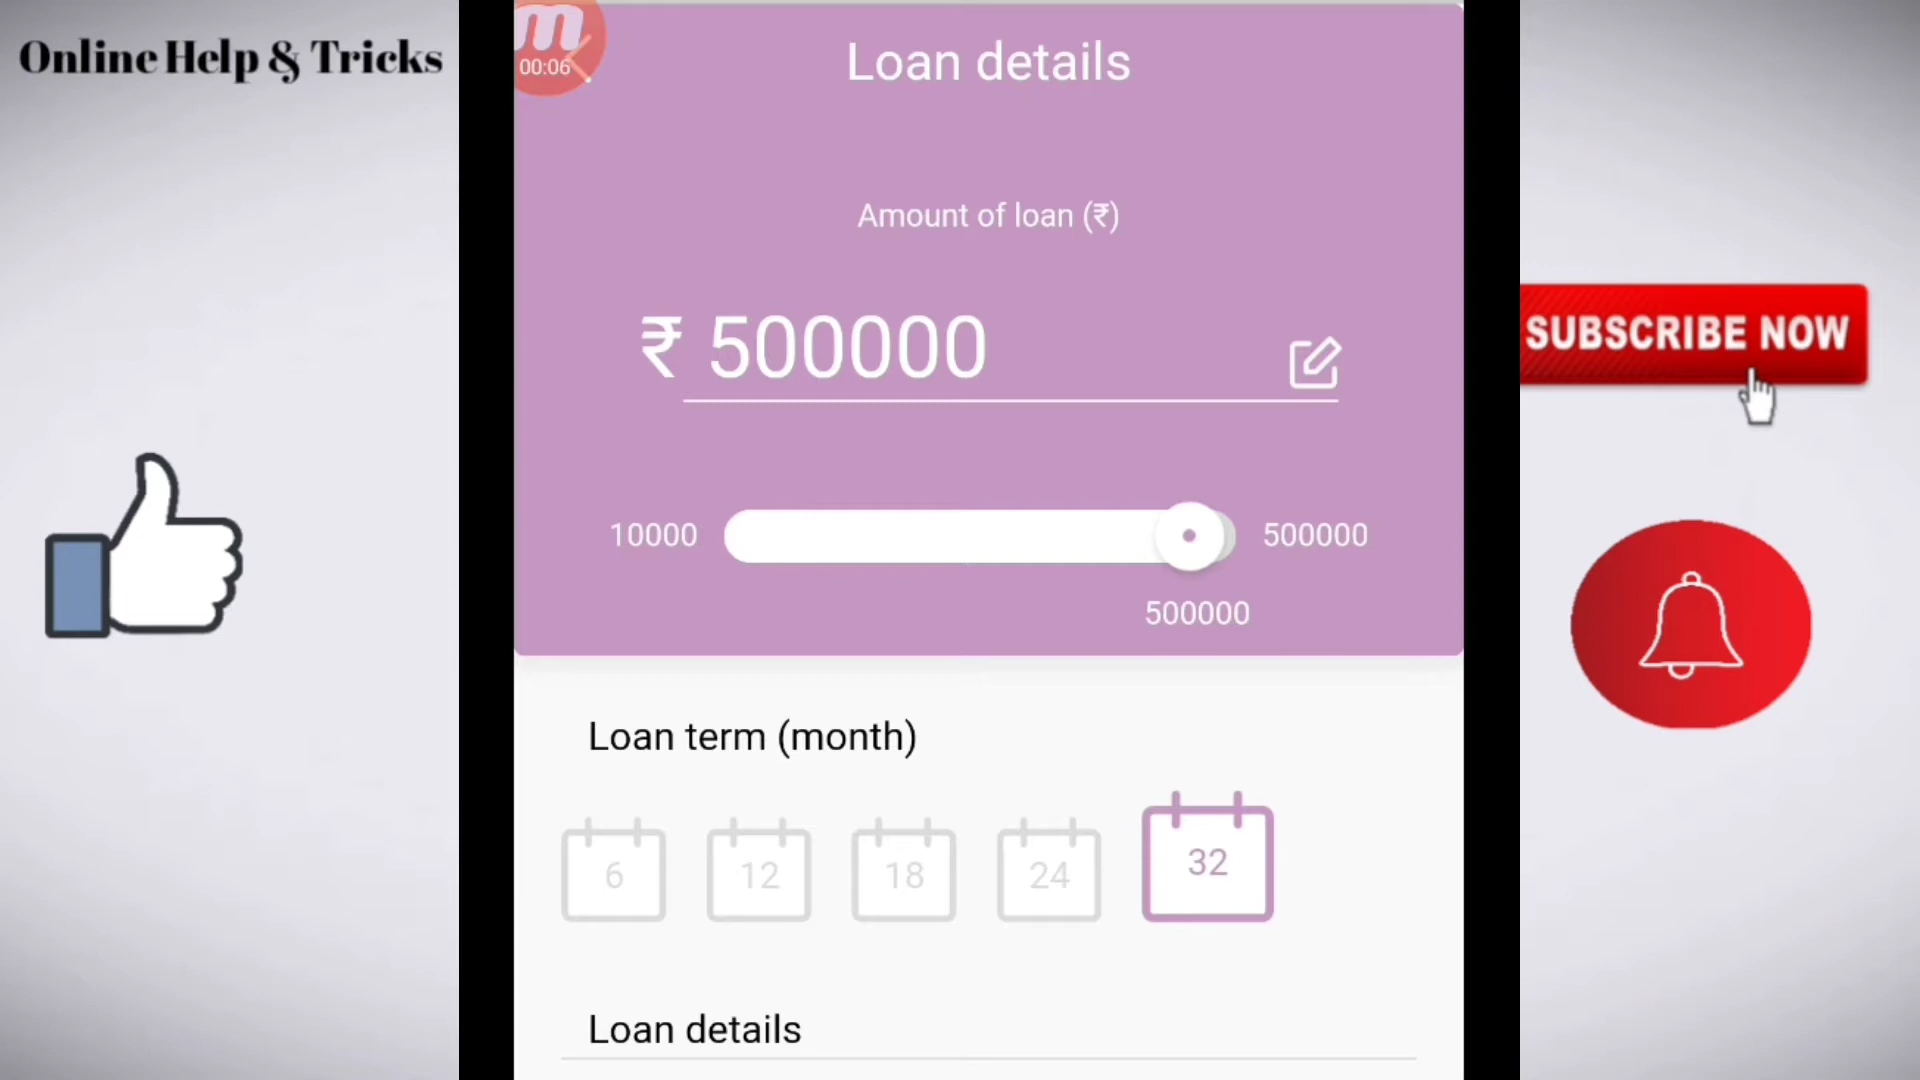 Online Help & Tricks
00:06
Loan details
Amount of loan (₹)
₹ 500000
10000
500000
500000
SUBSCRIBE NOW
Loan term (month)
6
12
18
24
32
Loan details